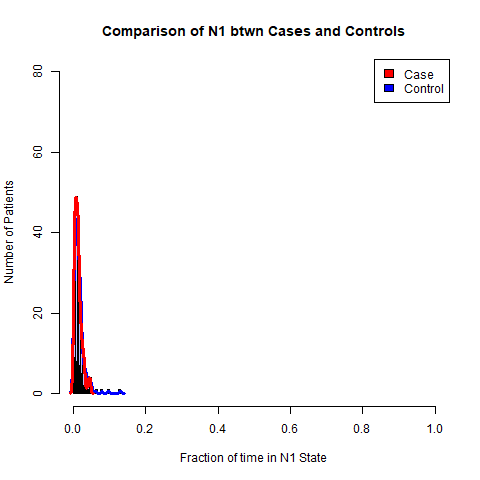 Comparison of N1 btwn Cases and Controls
Case
Control
Number of Patients
80
60
40
20
0
0.0 0.2 0.4 0.6 0.8 1.0
Fraction of time in N1 State